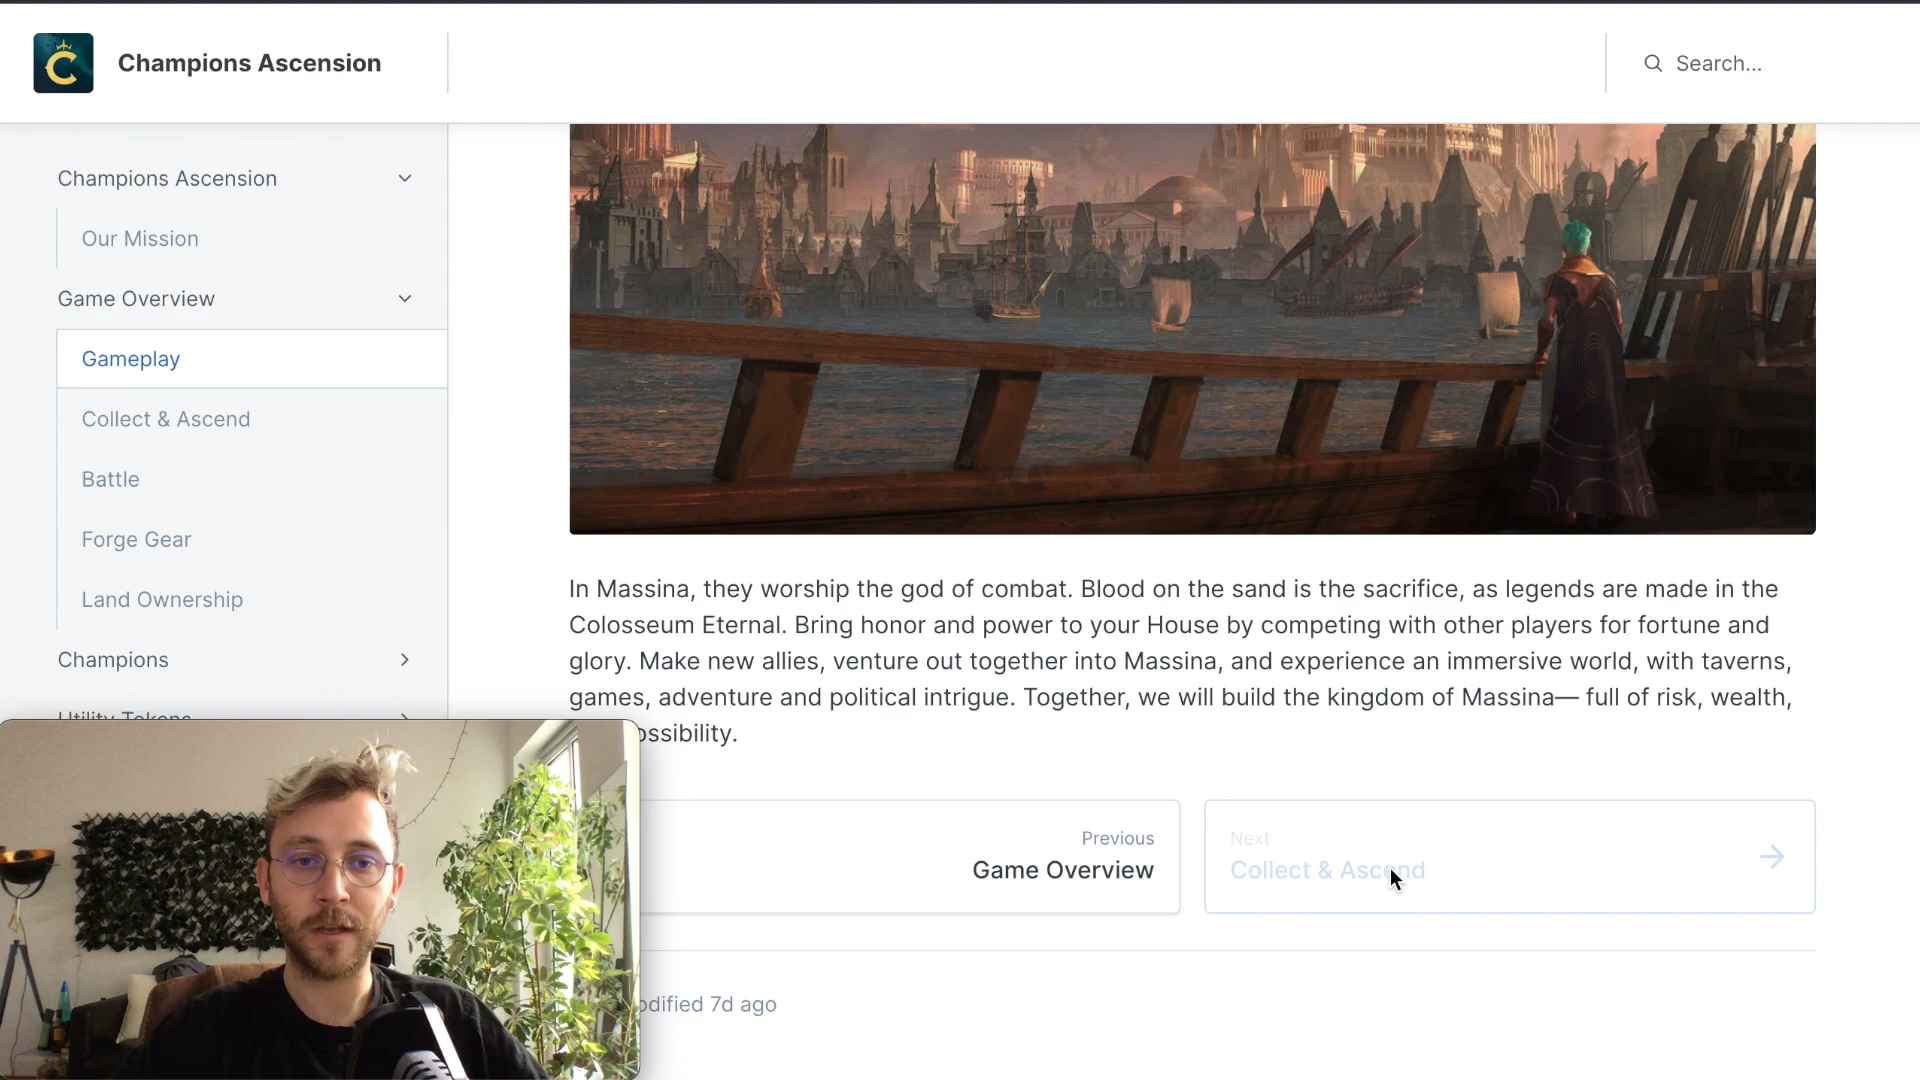 Champions Ascension
Search...
Champions Ascension
Our Mission
Game Overview
Gameplay
Collect & Ascend
Battle
Forge Gear
Land Ownership
Champions
Utility Tokens
In Massina, they worship the god of combat. Blood on the sand is the sacrifice, as legends are made in the
Colosseum Eternal. Bring honor and power to your House by competing with other players for fortune and
glory. Make new allies, venture out together into Massina, and experience an immersive world, with taverns,
games, adventure and political intrigue. Together, we will build the kingdom of Massina— full of risk, wealth,
ossibility.
Previous
Game Overview
Next
Collect & Ascend
odified 7d ago